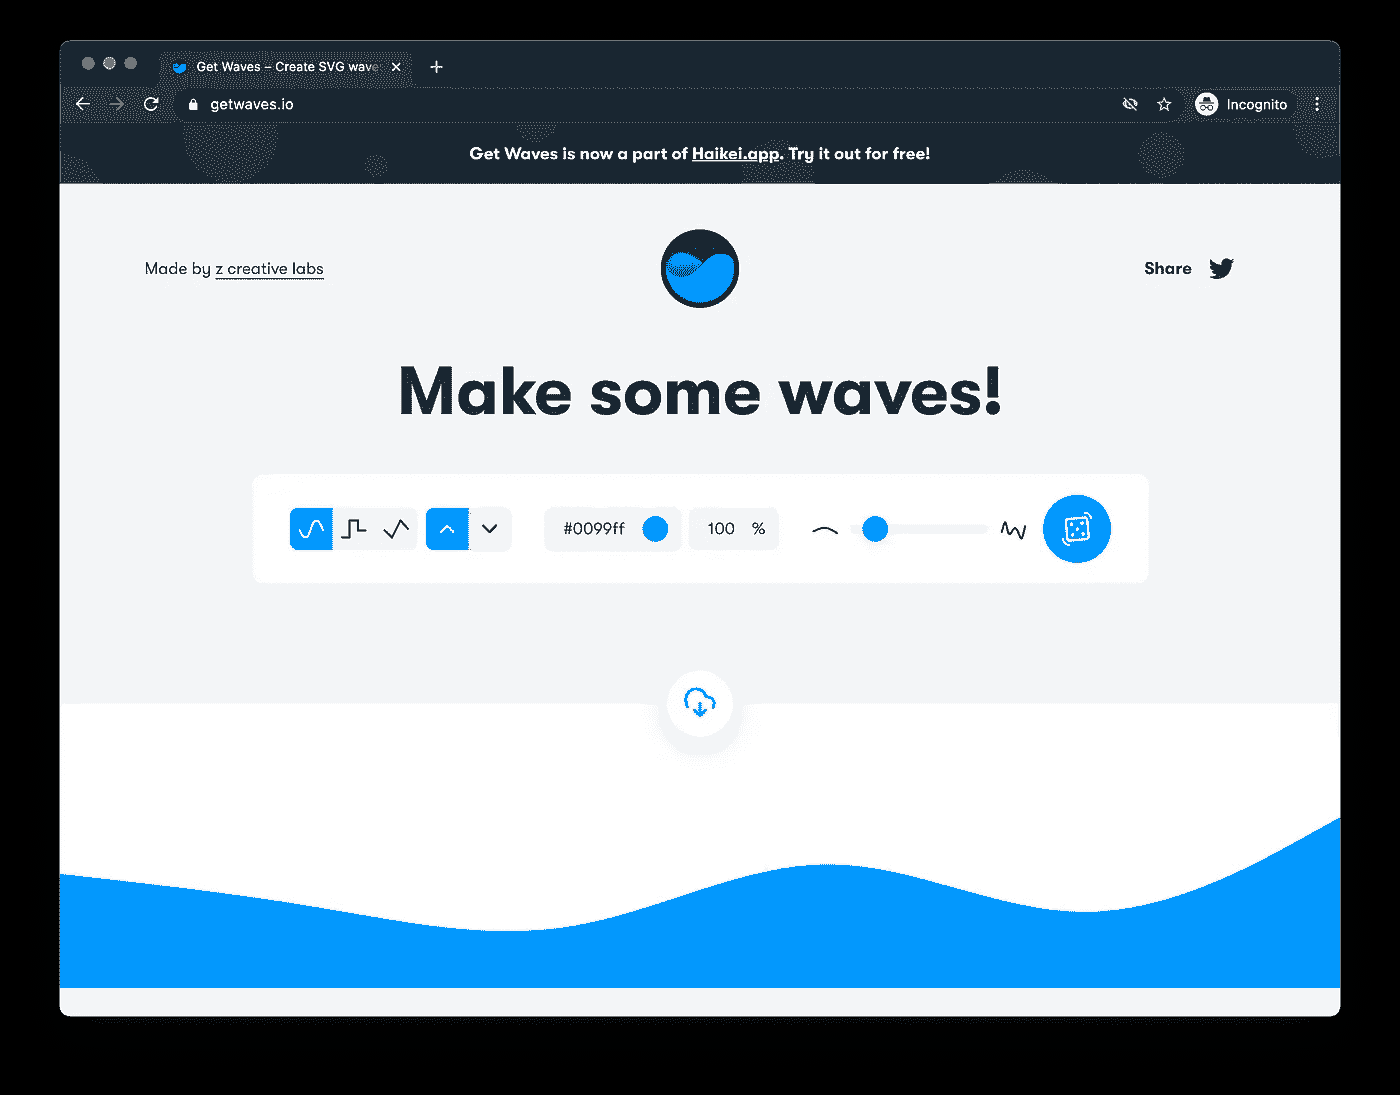 Get Waves – Create SVG wave
getwaves.io
Incognito
Get Waves is now a part of Haikei.app. Try it out for free!
Made by z creative labs
Share
Make some waves!
#0099ff
100 %